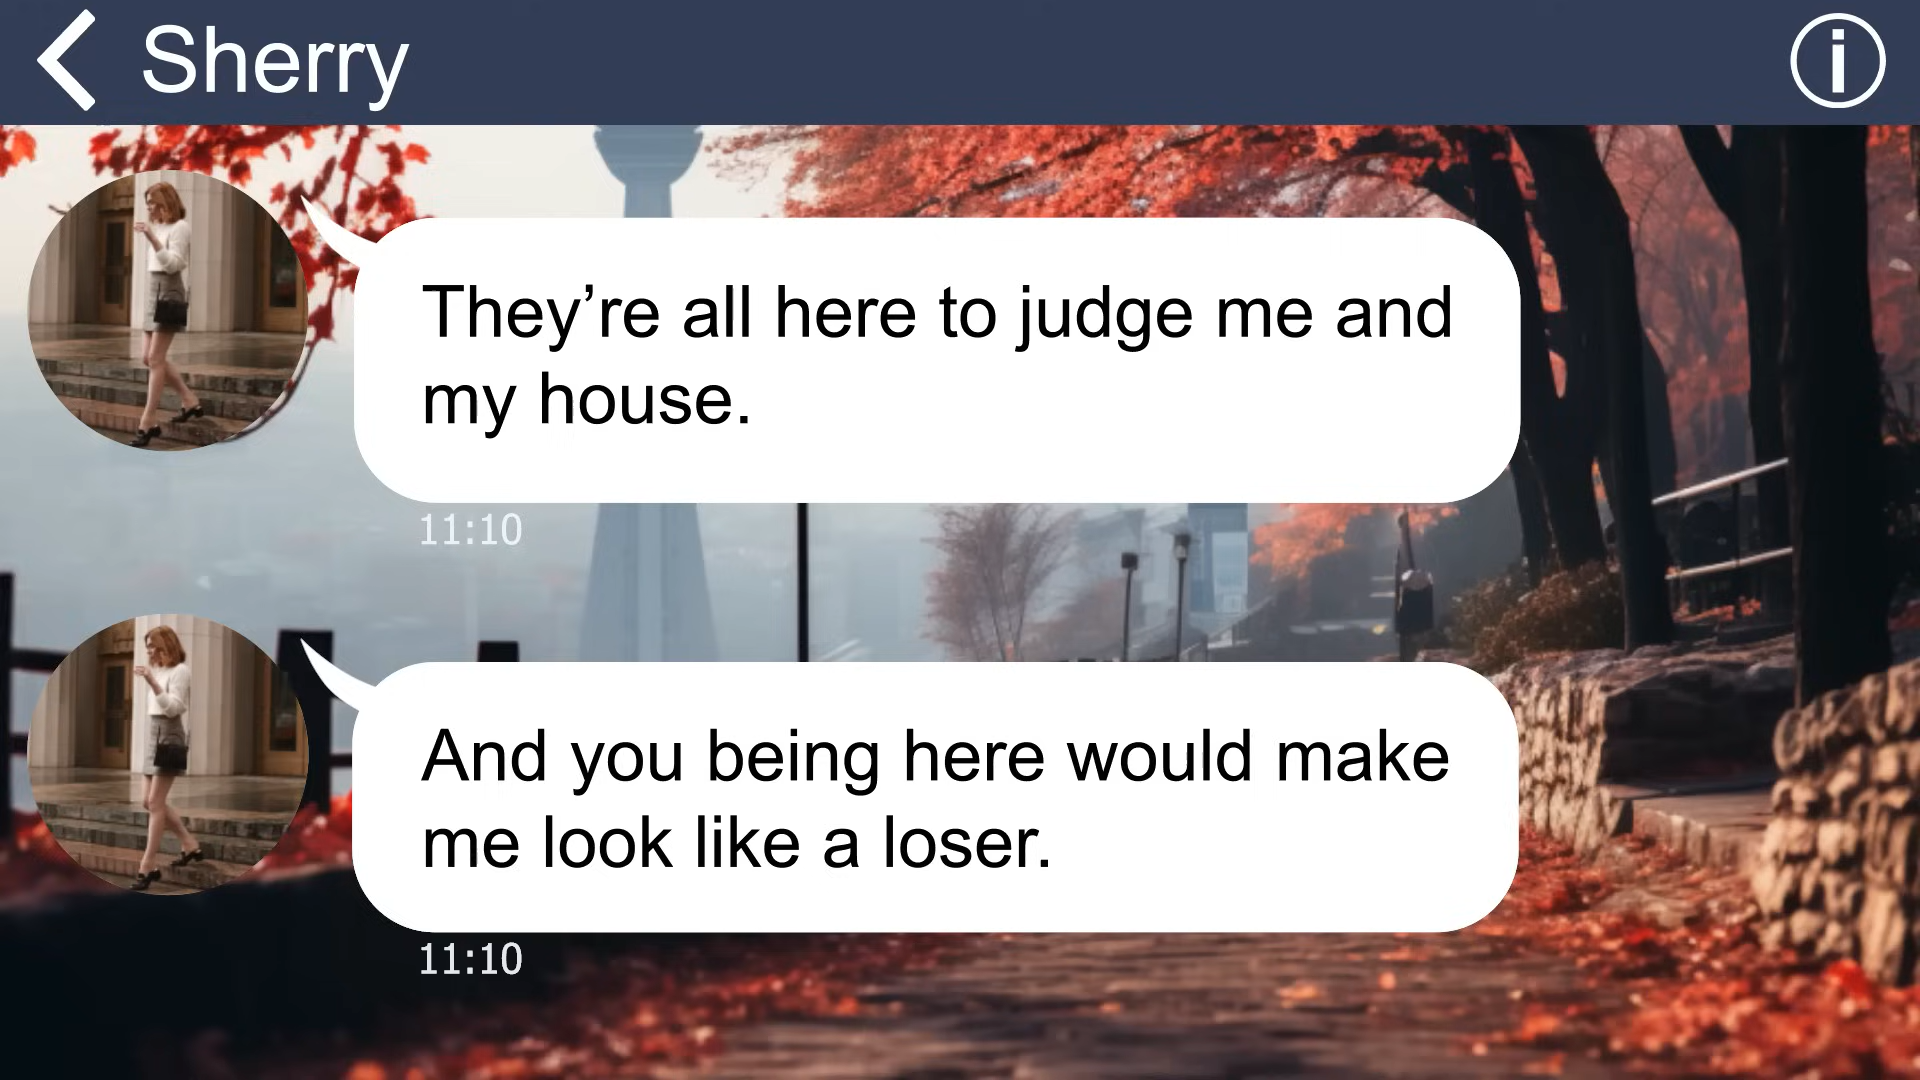 Sherry
They’re all here to judge me and
my house.
11:10
And you being here would make
me look like a loser.
11:10